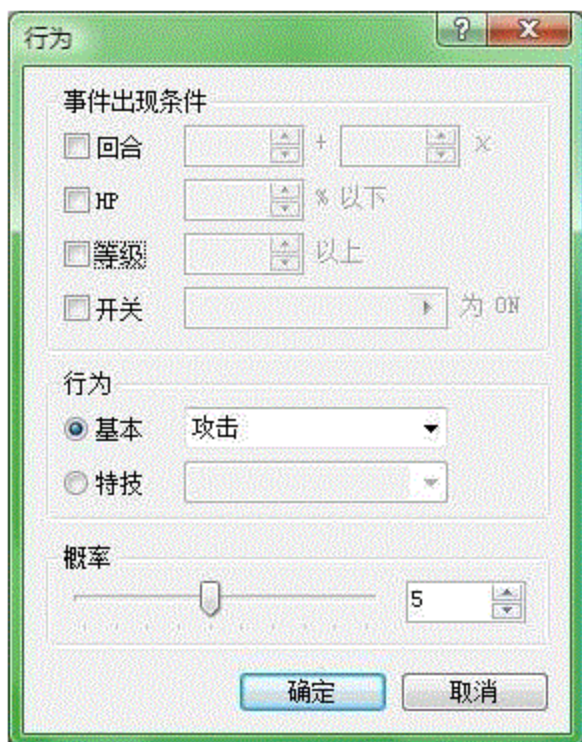 行为
事件出现条件
回合 + X
HP % 以下
等级 以上
开关 为 ON
行为
基本 攻击
特技
概率
5
确定 取消